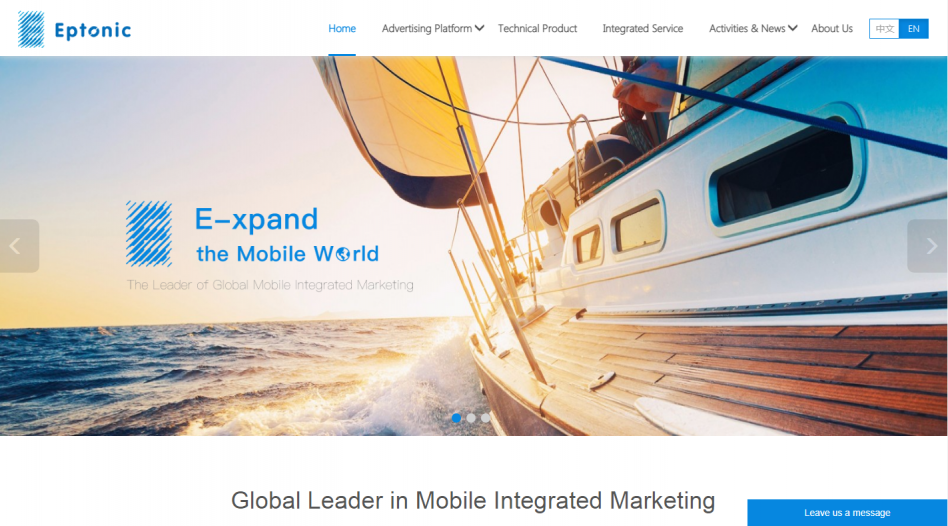 Eptonic
Home Advertising Platform Technical Product Integrated Service Activities & News About Us 中文 EN
E-xpand
the Mobile World
The Leader of Global Mobile Integrated Marketing
Global Leader in Mobile Integrated Marketing
Leave us a message